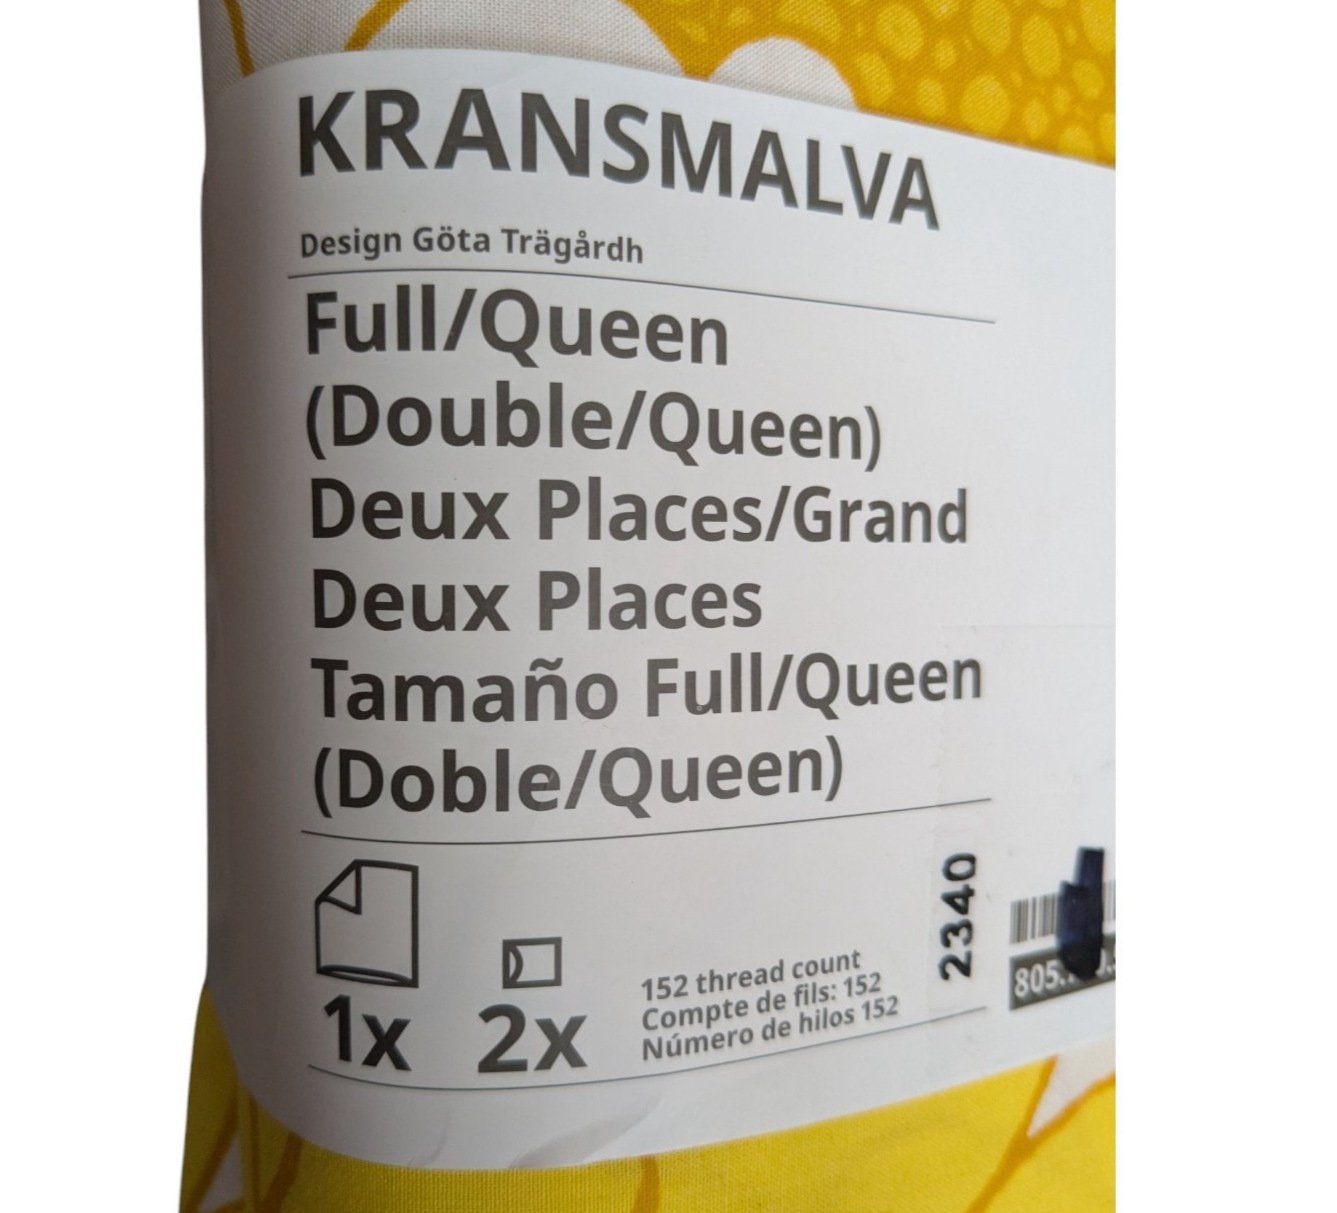 KRANSMALVA
Design Göta Trägårdh
Full/Queen
(Double/Queen)
Deux Places/Grand
Deux Places
Tamaño Full/Queen
(Doble/Queen)
1x
2x
152 thread count
Compte de fils: 152
Número de hilos 152
2340
805.